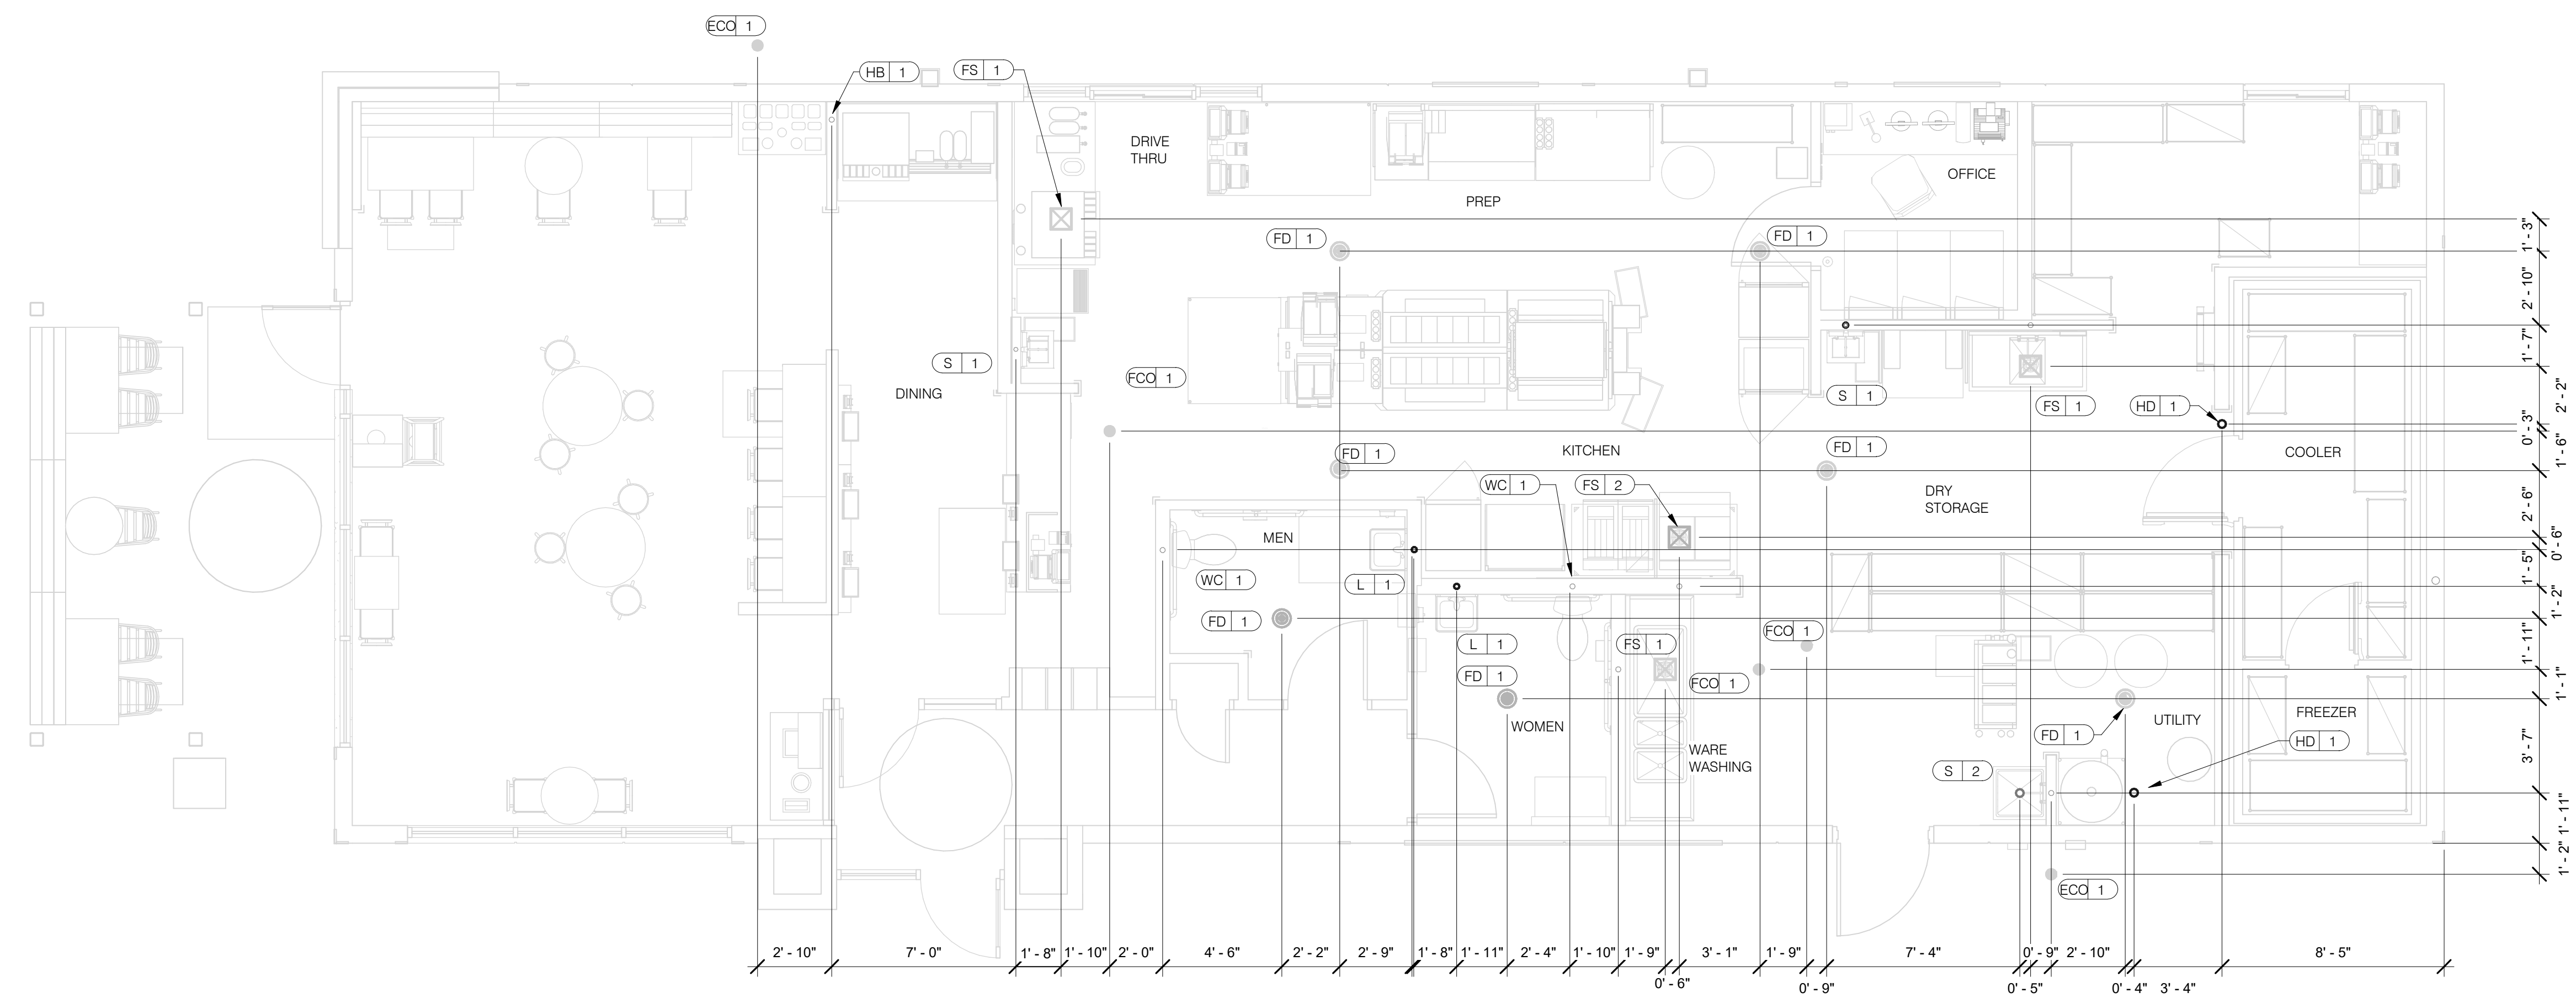 ECO 1
HB 1
FS 1
DRIVE
THRU
OFFICE
PREP
FD 1
FD 1
1' - 3"
2' - 10"
1' - 7"
2' - 2"
0' - 3"
1' - 6"
2' - 6"
0' - 6"
1' - 5"
1' - 2"
1' - 11"
1' - 1"
3' - 7"
1' - 11"
1' - 2"
S 1
FCO 1
DINING
S 1
FS 1
HD 1
FD 1
KITCHEN
FD 1
COOLER
WC 1
FS 2
DRY
STORAGE
MEN
WC 1
L 1
FD 1
L 1
FS 1
FCO 1
FD 1
FCO 1
WOMEN
UTILITY
FREEZER
FD 1
HD 1
WARE
WASHING
S 2
ECO 1
2' - 10"
7' - 0"
1' - 8"
1' - 10"
2' - 0"
4' - 6"
2' - 2"
2' - 9"
1' - 8"
1' - 11"
2' - 4"
1' - 10"
1' - 9"
0' - 6"
3' - 1"
1' - 9"
0' - 9"
7' - 4"
0' - 5"
0' - 9"
2' - 10"
0' - 4"
3' - 4"
8' - 5"